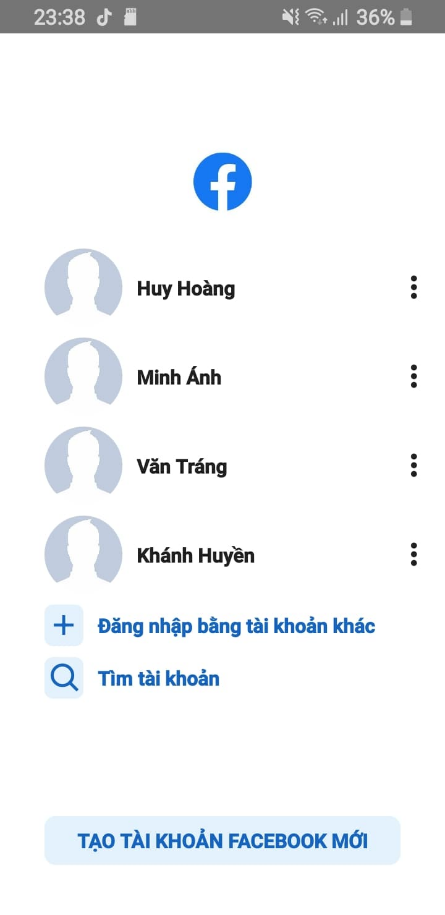 23:38
36%
Huy Hoàng
Minh Ánh
Văn Tráng
Khánh Huyền
Đăng nhập bằng tài khoản khác
Tìm tài khoản
TẠO TÀI KHOẢN FACEBOOK MỚI